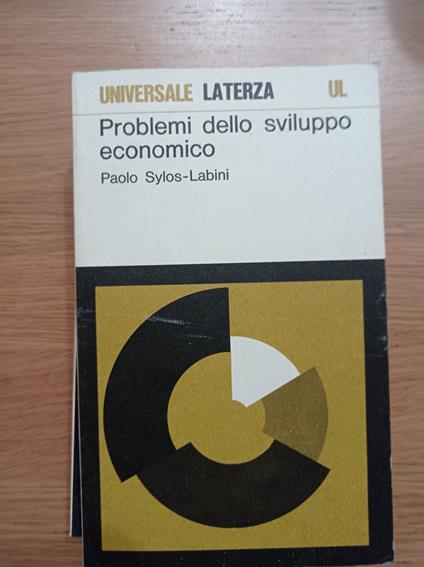 UNIVERSALE LATERZA UL
Problemi dello sviluppo
economico
Paolo Sylos-Labini